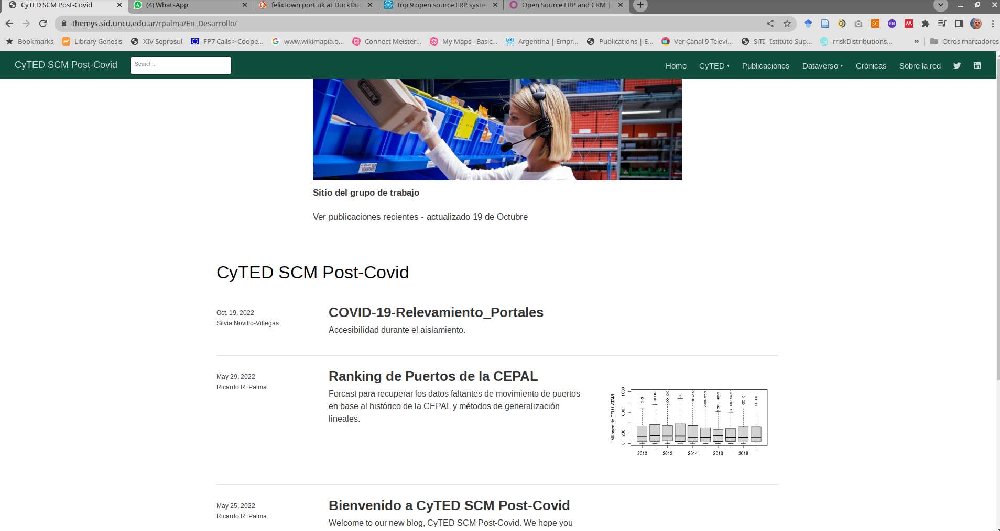 CyTED SCM Post-Covid
(4) WhatsApp
felixtown port uk at DuckDuc
Top 9 open source ERP syste
Open Source ERP and CRM |
themys.sid.uncu.edu.ar/rpalma/En_Desarrollo/
SC
EN
Bookmarks
Library Genesis
XIV Seprosul
FP7 Calls > Coope...
www.wikimapia.o...
Connect Meister...
My Maps - Basic...
Argentina | Empr...
Publications | E...
Ver Canal 9 Televi...
SiTI - Istituto Sup...
rriskDistributions...
»
Otros marcadores
CyTED SCM Post-Covid
Search...
Home
CyTED
Publicaciones
Dataverso
Crónicas
Sobre la red
Sitio del grupo de trabajo
Ver publicaciones recientes - actualizado 19 de Octubre
CyTED SCM Post-Covid
Oct. 19, 2022
Silvia Novillo-Villegas
COVID-19-Relevamiento_Portales
Accesibilidad durante el aislamiento.
May 29, 2022
Ricardo R. Palma
Ranking de Puertos de la CEPAL
Forcast para recuperar los datos faltantes de movimiento de puertos
en base al histórico de la CEPAL y métodos de generalización
lineales.
Milloned de TEU LATAM
1000
600
200
0
2010
2012
2014
2016
2018
May 25, 2022
Ricardo R. Palma
Bienvenido a CyTED SCM Post-Covid
Welcome to our new blog, CyTED SCM Post-Covid. We hope you